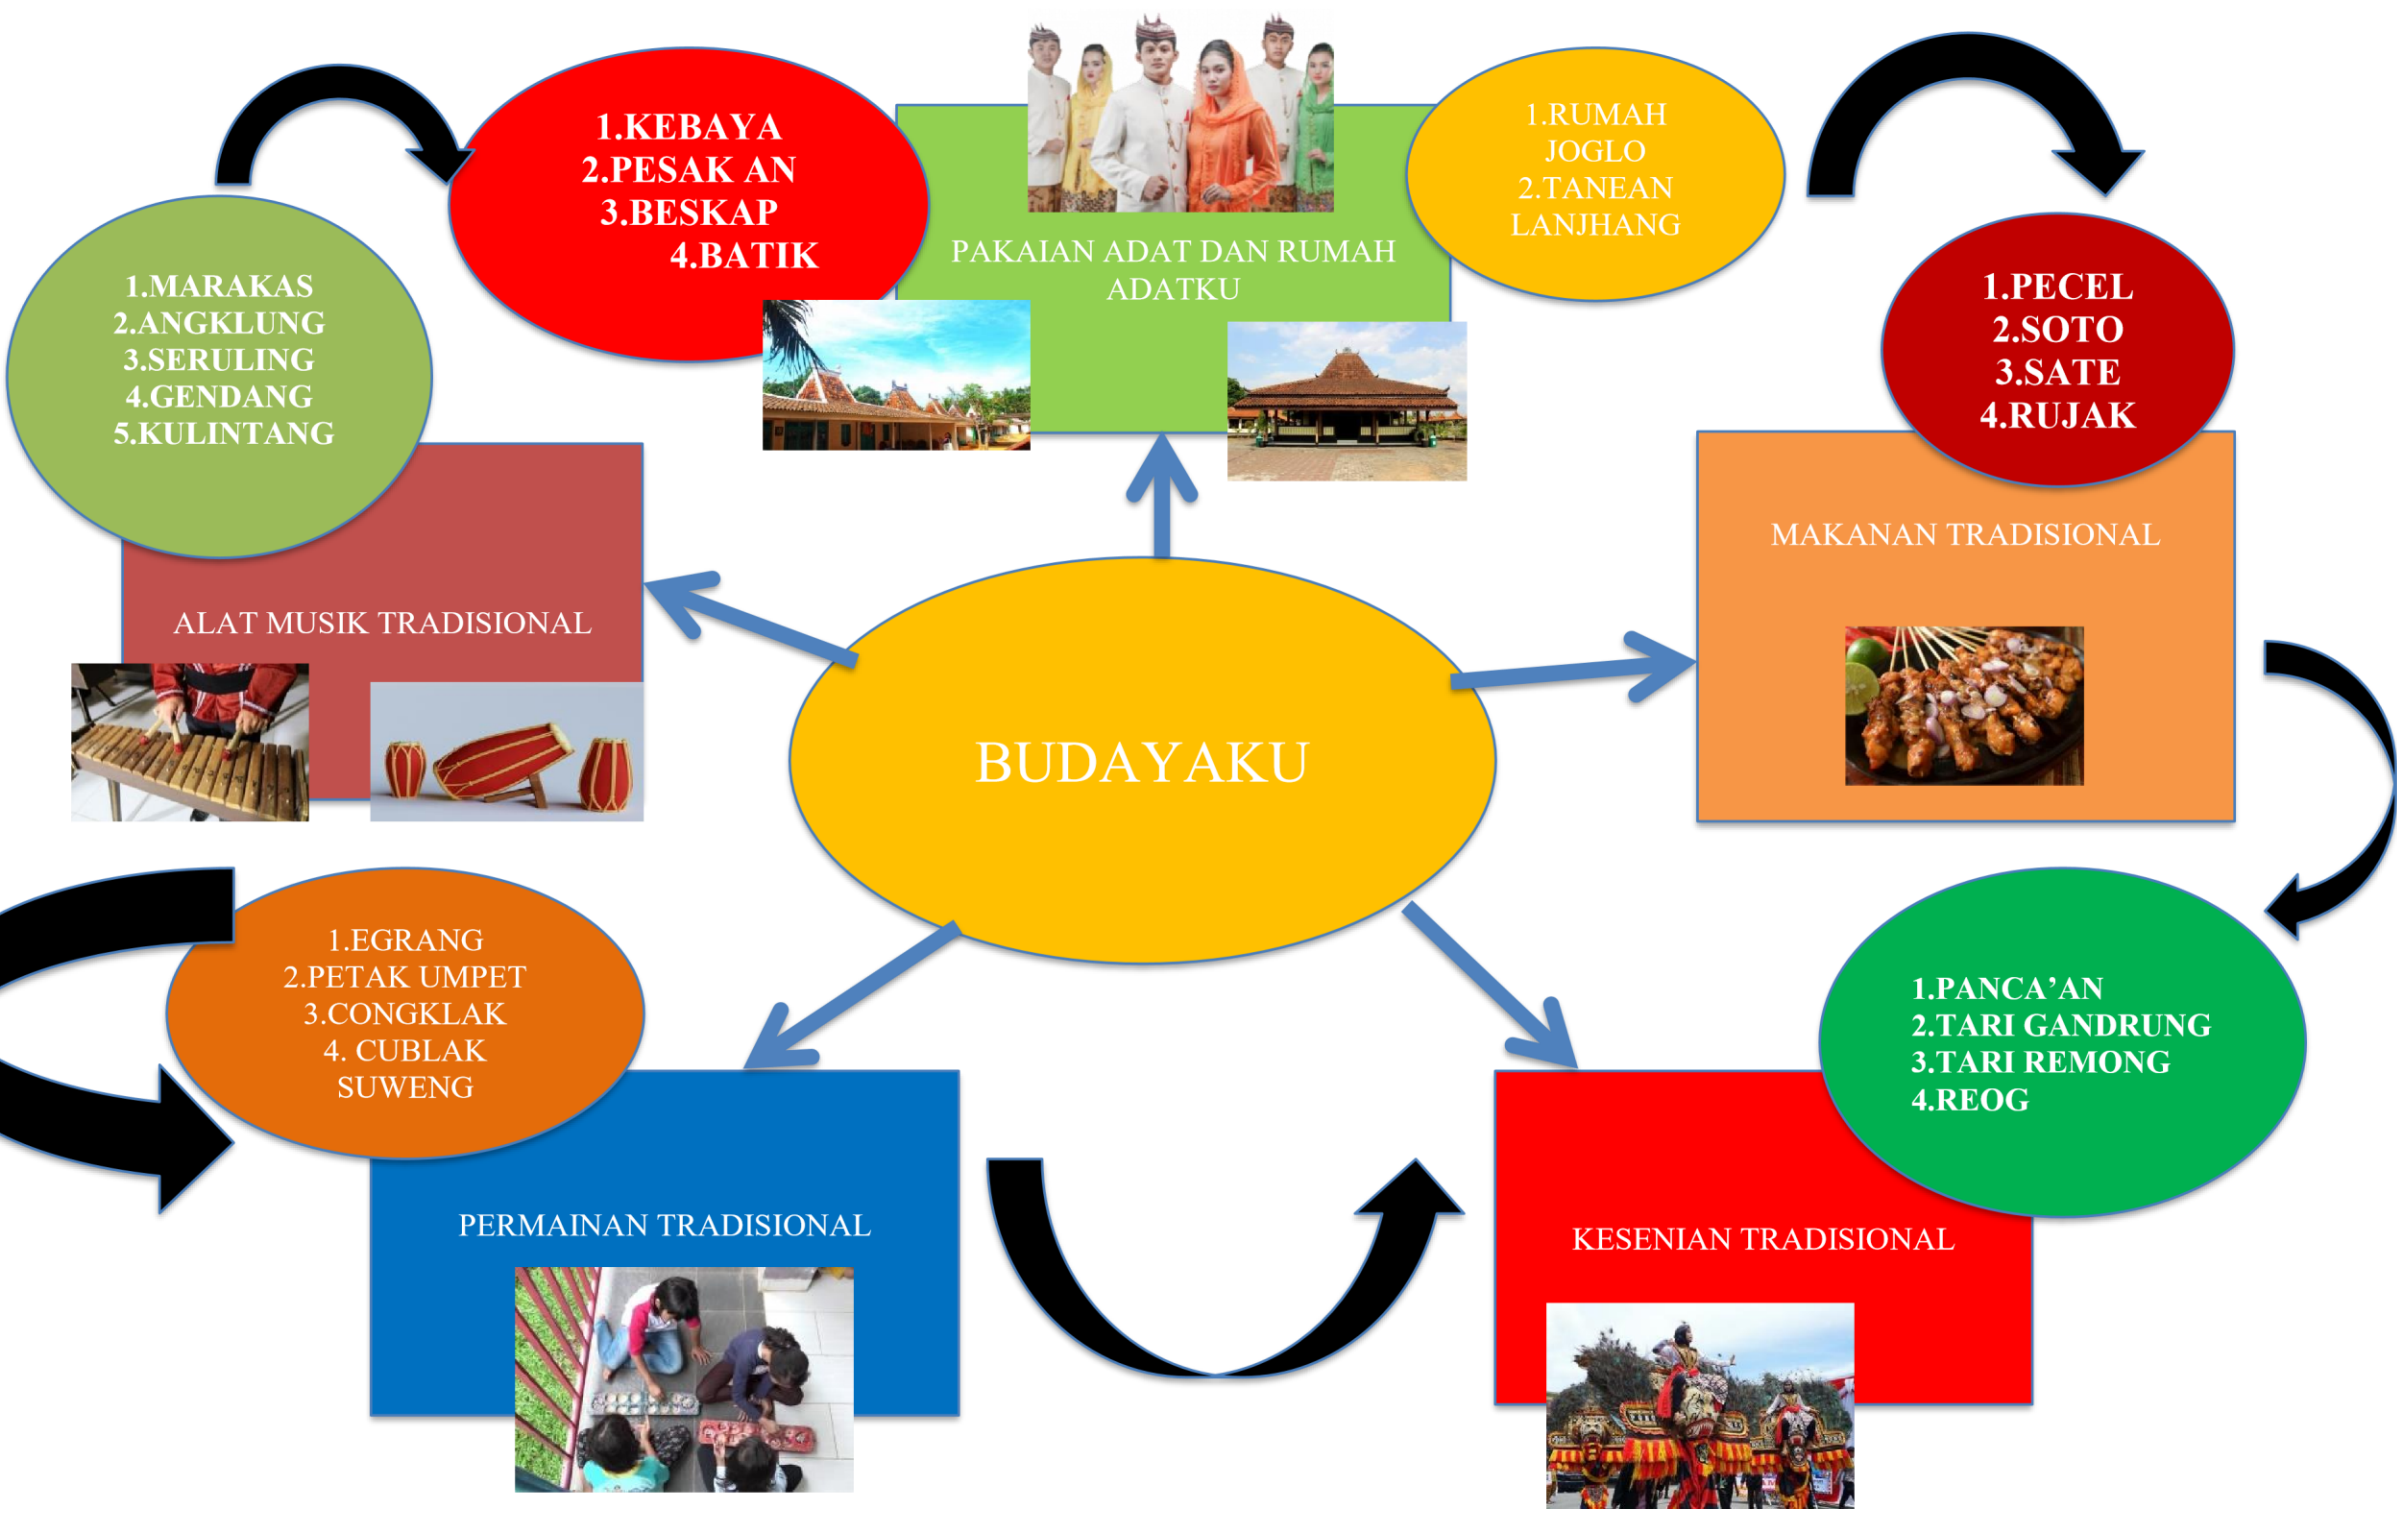 1.KEBAYA
2.PESAK AN
3.BESKAP
4.BATIK
PAKAIAN ADAT DAN RUMAH
ADATKU
1.RUMAH
JOGLO
2.TANEAN
LANJHANG
1.MARAKAS
2.ANGKLUNG
3.SERULING
4.GENDANG
5.KULINTANG
ALAT MUSIK TRADISIONAL
1.PECEL
2.SOTO
3.SATE
4.RUJAK
MAKANAN TRADISIONAL
BUDAYAKU
1.EGRANG
2.PETAK UMPET
3.CONGKLAK
4. CUBLAK
SUWENG
PERMAINAN TRADISIONAL
1.PANCA’AN
2.TARI GANDRUNG
3.TARI REMONG
4.REOG
KESENIAN TRADISIONAL